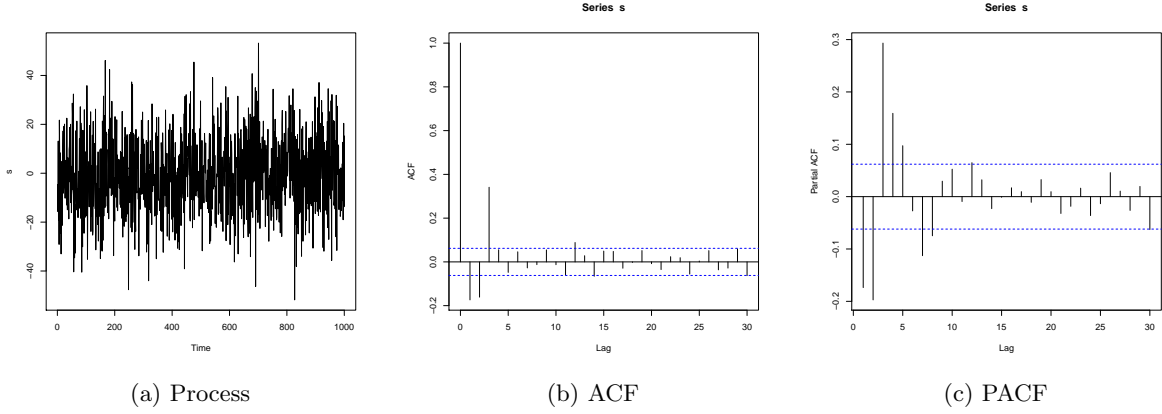 s
40
20
0
−20
−40
0 200 400 600 800 1000
Time
(a) Process
Series s
ACF
1.0
0.8
0.6
0.4
0.2
0.0
−0.2
0 5 10 15 20 25 30
Lag
(b) ACF
Series s
Partial ACF
0.3
0.2
0.1
0.0
−0.1
−0.2
0 5 10 15 20 25 30
Lag
(c) PACF